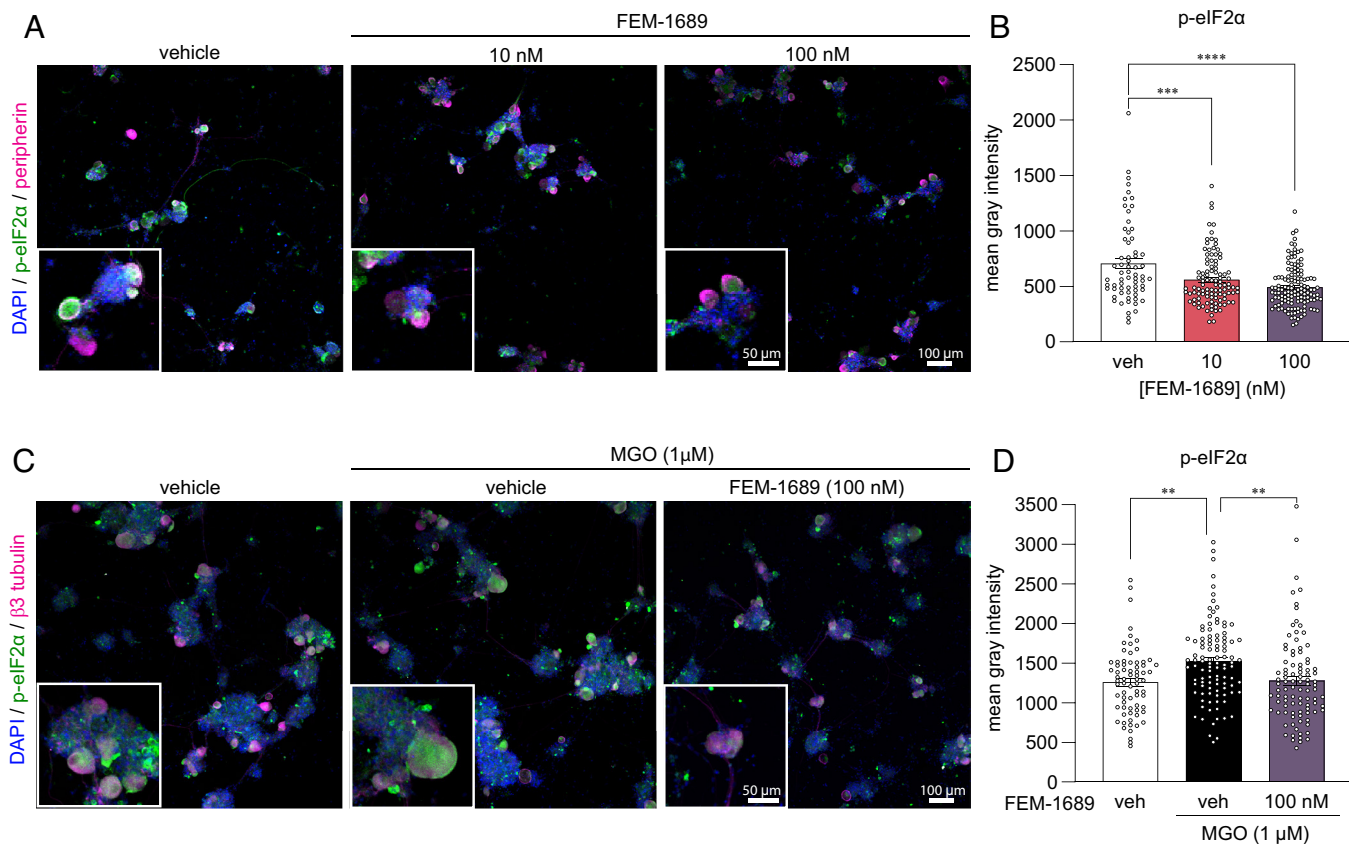 A
FEM-1689
vehicle
10 nM
100 nM
DAPI / p-eIF2α / peripherin
50 µm
100 µm
B
p-eIF2α
****
***
mean gray intensity
2500
2000
1500
1000
500
0
veh
10
100
[FEM-1689] (nM)
C
MGO (1µM)
vehicle
vehicle
FEM-1689 (100 nM)
DAPI / p-eIF2α / β3 tubulin
50 µm
100 µm
D
p-eIF2α
** **
mean gray intensity
3500
3000
2500
2000
1500
1000
500
0
FEM-1689 veh veh 100 nM
MGO (1 µM)